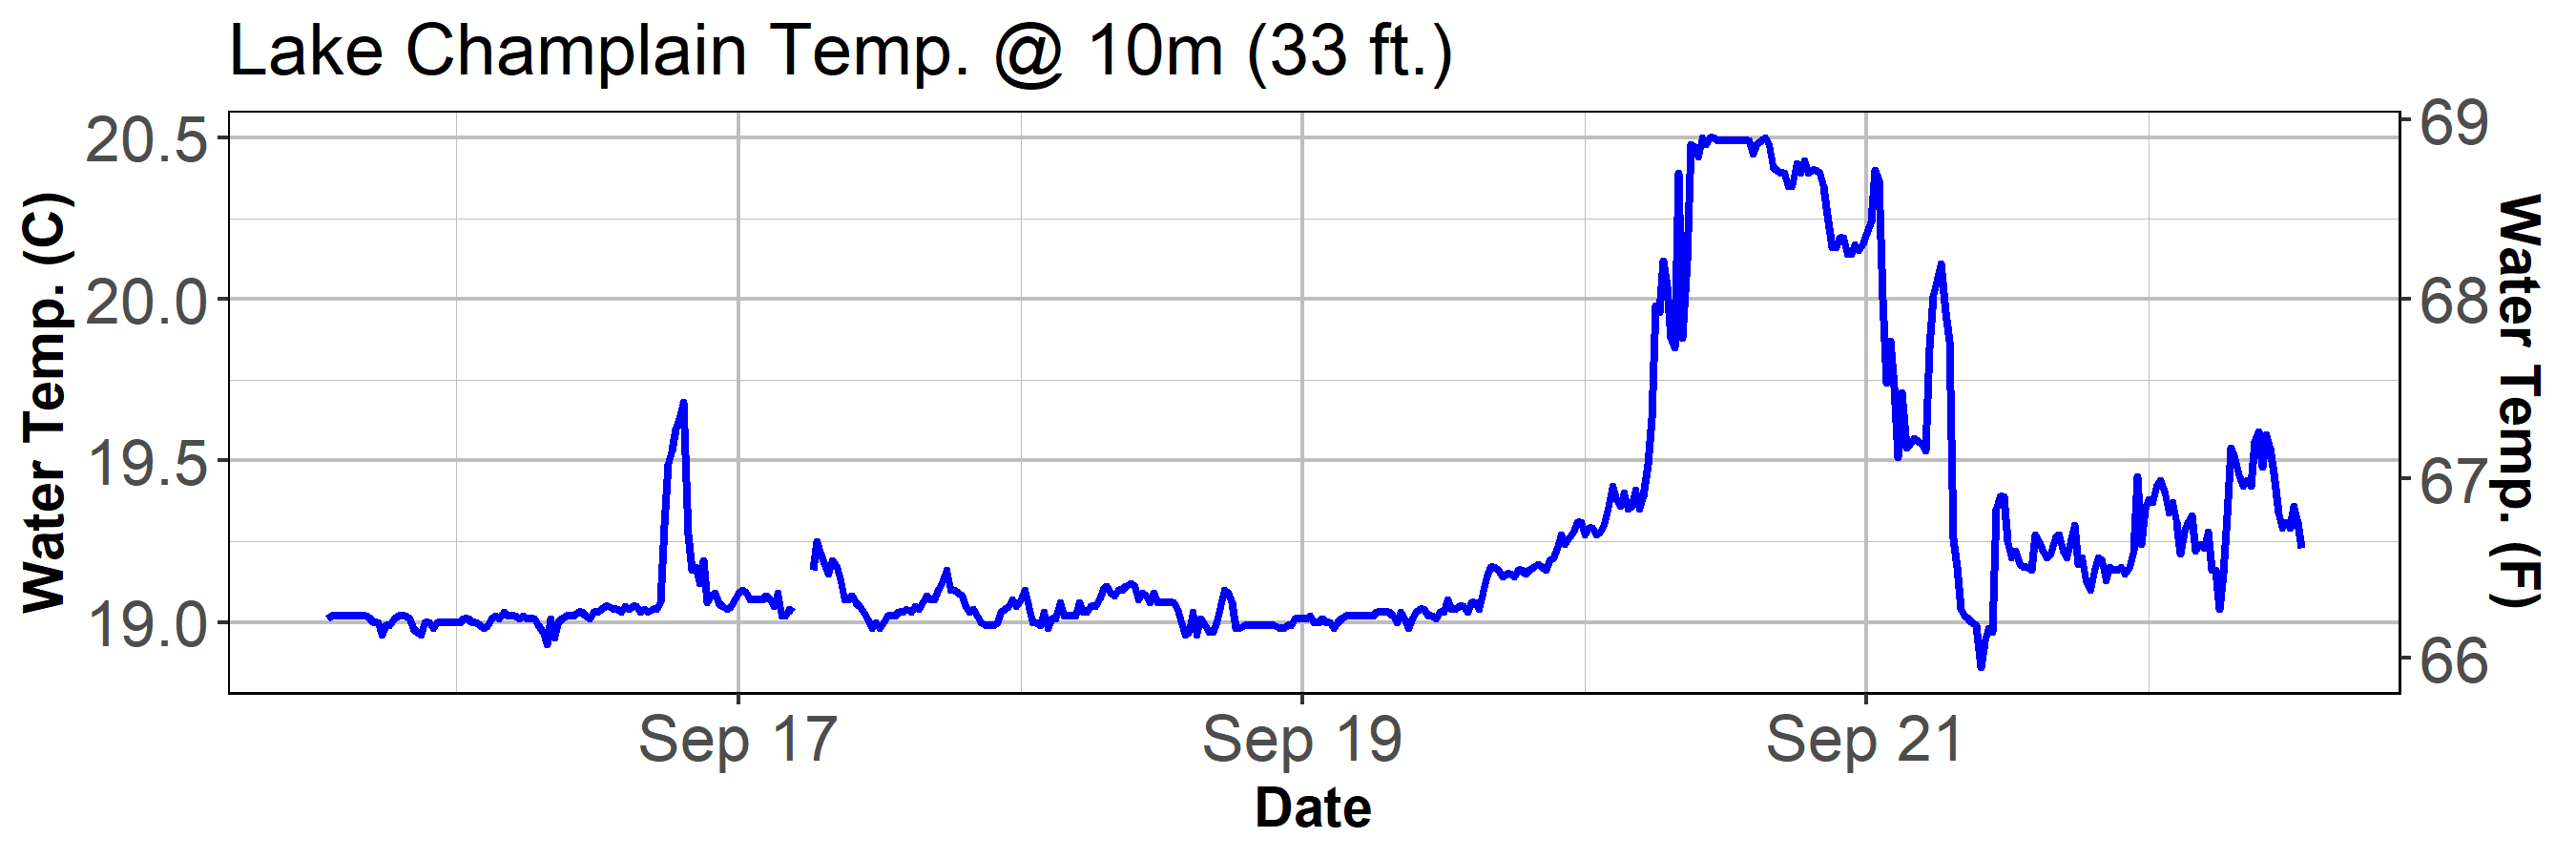 Lake Champlain Temp. @ 10m (33 ft.)
Water Temp. (C)
20.5
20.0
19.5
19.0
69
68
67
66
Water Temp. (F)
Sep 17
Sep 19
Sep 21
Date